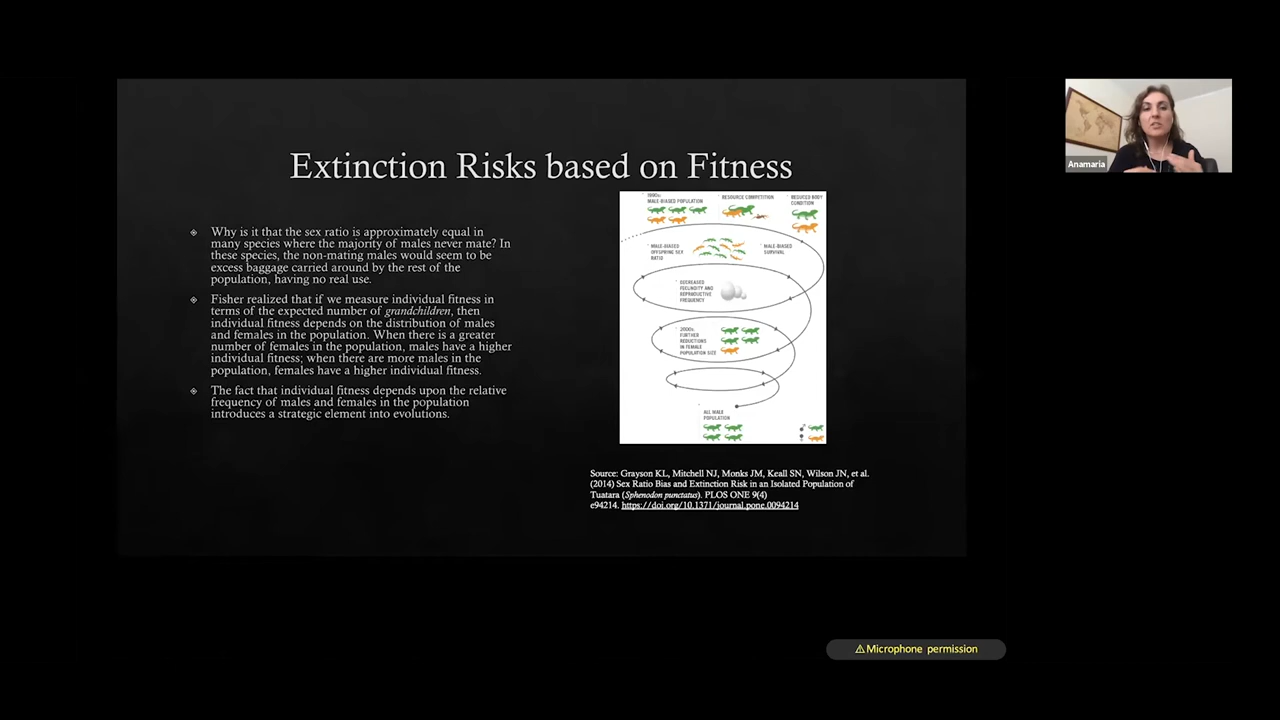 Extinction Risks based on Fitness
Why is it that the sex ratio is approximately equal in
many species where the majority of males never mate? In
these species, the non-mating males would seem to be
excess baggage carried around by the rest of the
population, having no real use.
Fisher realized that if we measure individual fitness in
terms of the expected number of grandchildren, then
individual fitness depends on the distribution of males
and females in the population. When there is a greater
number of females in the population, males have a higher
individual fitness; when there are more males in the
population, females have a higher individual fitness.
The fact that individual fitness depends upon the relative
frequency of males and females in the population
introduces a strategic element into evolutions.
1990s:
MALE-BIASED POPULATION
RESOURCE COMPETITION
REDUCED BODY
CONDITION
MALE-BIASED
OFFSPRING SEX
RATIO
MALE-BIASED
SURVIVAL
DECREASED
FECUNDITY AND
REPRODUCTIVE
FREQUENCY
2000s:
FURTHER
REDUCTIONS
IN FEMALE
POPULATION SIZE
ALL MALE
POPULATION
Source: Grayson KL, Mitchell NJ, Monks JM, Keall SN, Wilson JN, et al.
(2014) Sex Ratio Bias and Extinction Risk in an Isolated Population of
Tuatara (Sphenodon punctatus). PLOS ONE 9(4)
e94214. https://doi.org/10.1371/journal.pone.0094214
Anamaria
⚠Microphone permission